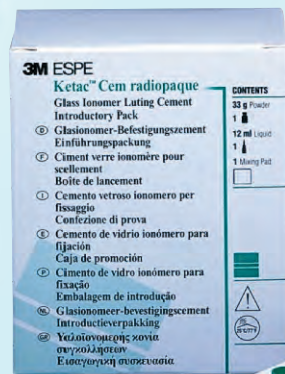 3M ESPE
Ketac™ Cem radiopaque
Glass Ionomer Luting Cement
Introductory Pack
D Glasionomer-Befestigungszement
Einführungspackung
F Ciment verre ionomère pour
scellement
Boîte de lancement
I Cemento vetroso ionomero per
fissaggio
Confezione di prova
E Cemento de vidrio ionómero para
fijación
Caja de promoción
P Cimento de vidro ionómero para
fixação
Embalagem de introdução
NL Glasionomeer-bevestigingscement
Introductieverpakking
GR Υαλοϊονομερής κονία
συγκολλήσεων
Εισαγωγική συσκευασία
CONTENTS
33 g Powder
1
12 ml Liquid
1
1 Mixing Pad